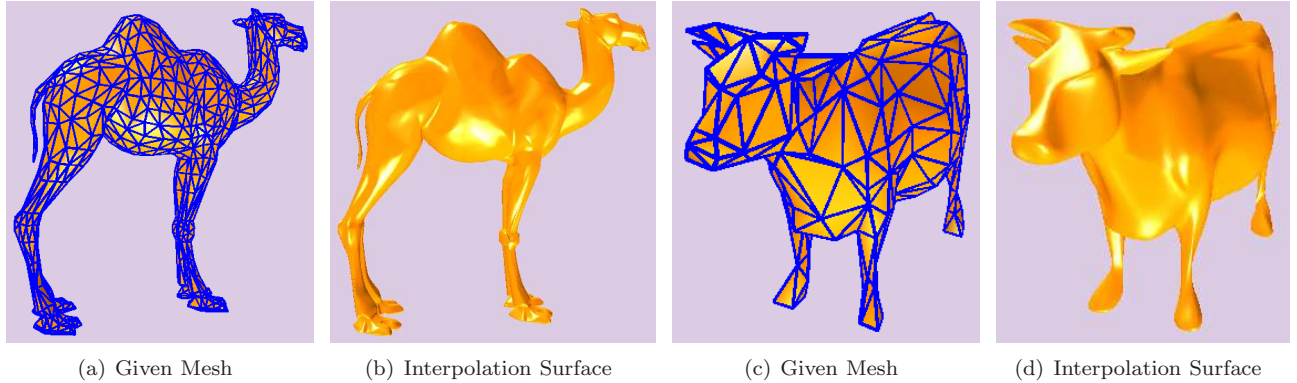 (a) Given Mesh
(b) Interpolation Surface
(c) Given Mesh
(d) Interpolation Surface